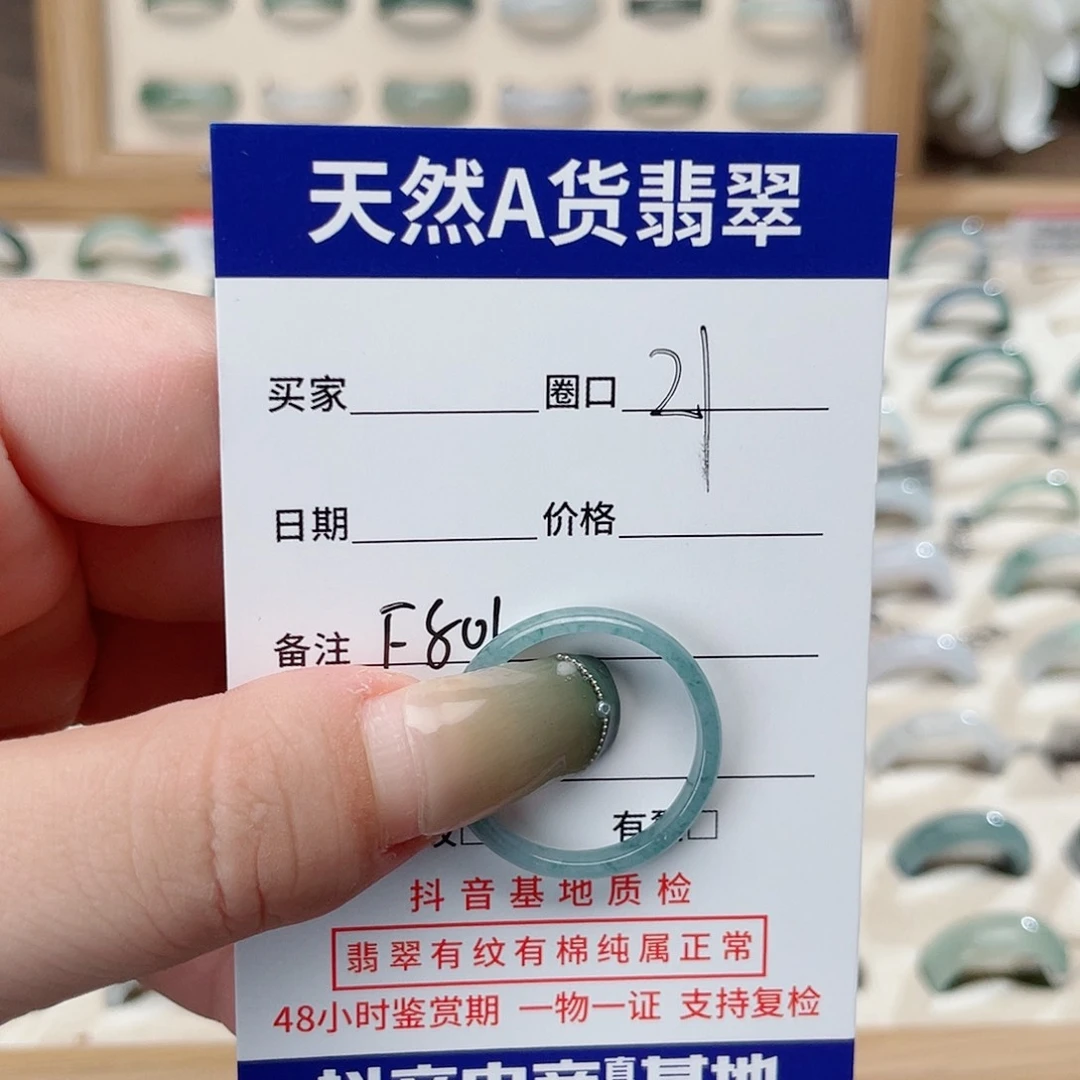 天然A货翡翠
买家 圈口 21
日期 价格
备注 F801
有
抖音基地质检
翡翠有纹有棉纯属正常
48小时鉴赏期 一物一证 支持复检